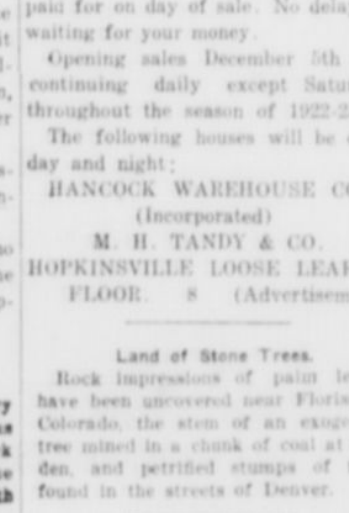 paid for on day of sale. No dela
waiting for your money.
Opening sales December 5th
continuing daily except Satu
throughout the season of 1922-2
The following houses will be
day and night:
HANCOCK WAREHOUSE CO
(Incorporated)
M. H. TANDY & CO.
HOPKINSVILLE LOOSE LEAF
FLOOR. 8 (Advertisem
Land of Stone Trees.
Rock impressions of palm le
have been uncovered near Floris
Colorado, the stem of an exoge
tree mined in a chunk of coal at
den, and petrified stumps of
found in the streets of Denver.